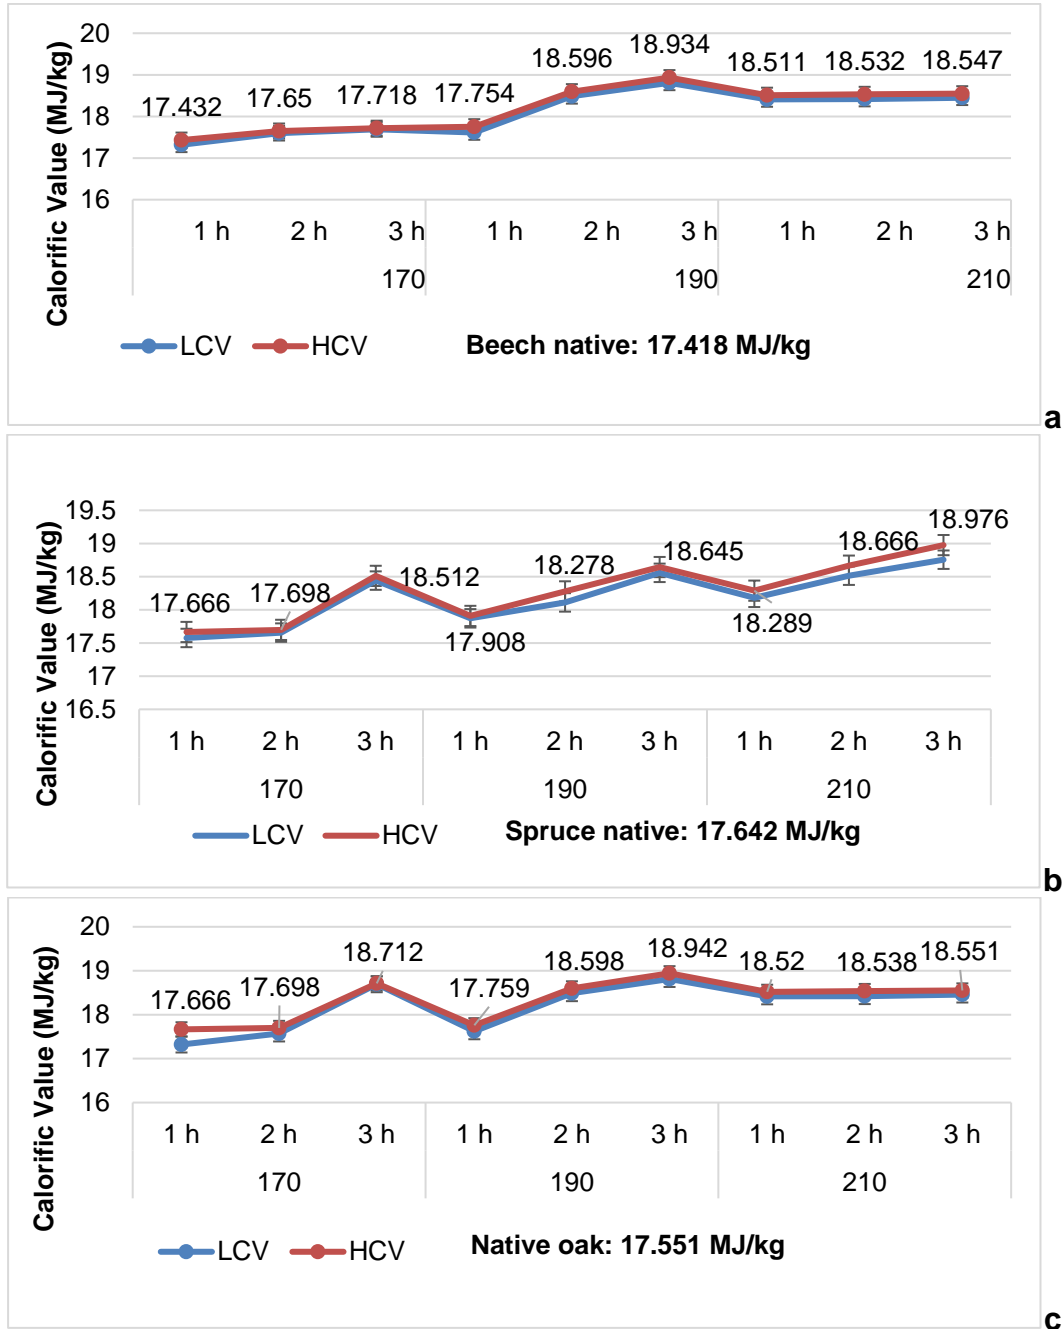 Calorific Value (MJ/kg)
20
19
18
17
16
17.432 17.65 17.718 17.754 18.596 18.934 18.511 18.532 18.547
1 h 2 h 3 h 1 h 2 h 3 h 1 h 2 h 3 h
170 190 210
LCV HCV Beech native: 17.418 MJ/kg
a
Calorific Value (MJ/kg)
19.5
19
18.5
18
17.5
17
16.5
17.666 17.698 18.512 17.908 18.278 18.645 18.289 18.666 18.976
1 h 2 h 3 h 1 h 2 h 3 h 1 h 2 h 3 h
170 190 210
LCV HCV Spruce native: 17.642 MJ/kg
b
Calorific Value (MJ/kg)
20
19
18
17
16
17.666 17.698 18.712 17.759 18.598 18.942 18.52 18.538 18.551
1 h 2 h 3 h 1 h 2 h 3 h 1 h 2 h 3 h
170 190 210
LCV HCV Native oak: 17.551 MJ/kg
c